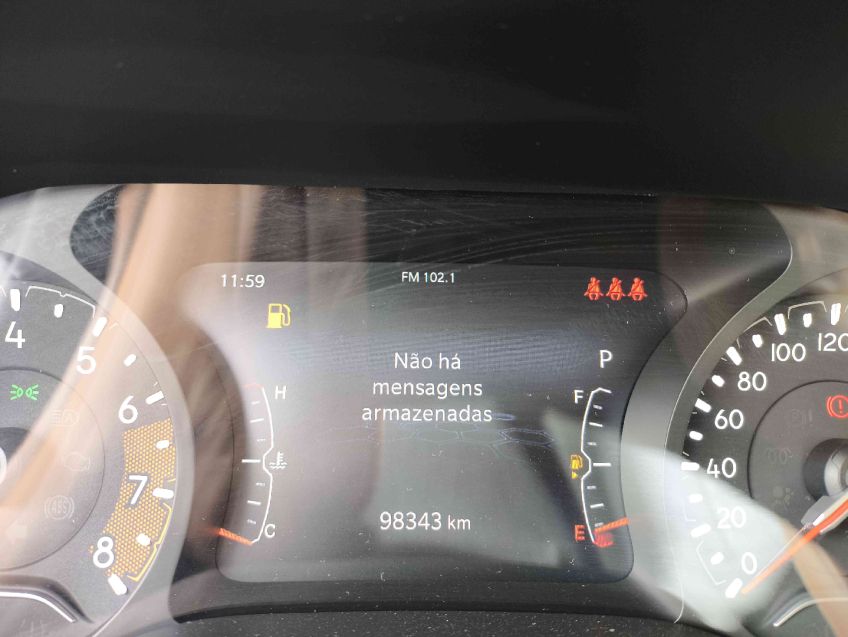 11:59
FM 102.1
Não há
mensagens
armazenadas
P
H
C
F
E
98343 km
4
5
6
7
8
ABS
0
20
40
60
80
100
120